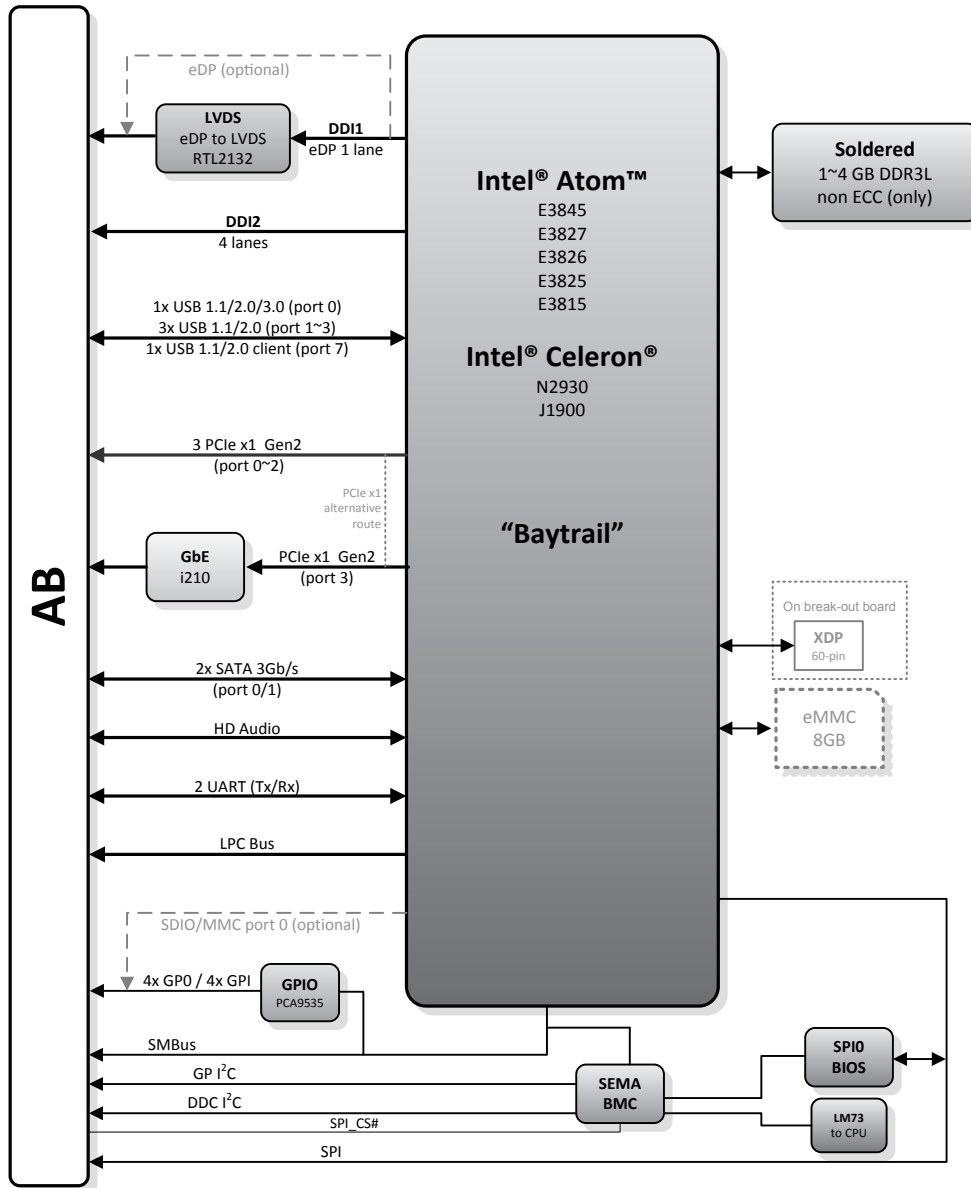 eDP (optional)
LVDS
eDP to LVDS
RTL2132
DDI1
eDP 1 lane
DDI2
4 lanes
1x USB 1.1/2.0/3.0 (port 0)
3x USB 1.1/2.0 (port 1~3)
1x USB 1.1/2.0 client (port 7)
3 PCIe x1 Gen2
(port 0~2)
PCIe x1
alternative
route
GbE
i210
PCIe x1 Gen2
(port 3)
AB
2x SATA 3Gb/s
(port 0/1)
HD Audio
2 UART (Tx/Rx)
LPC Bus
SDIO/MMC port 0 (optional)
4x GP0 / 4x GPI
GPIO
PCA9535
SMBus
GP I²C
DDC I²C
SPI_CS#
SPI
Intel® Atom™
E3845
E3827
E3826
E3825
E3815
Intel® Celeron®
N2930
J1900
“Baytrail”
Soldered
1~4 GB DDR3L
non ECC (only)
On break-out board
XDP
60-pin
eMMC
8GB
SEMA
BMC
SPI0
BIOS
LM73
to CPU